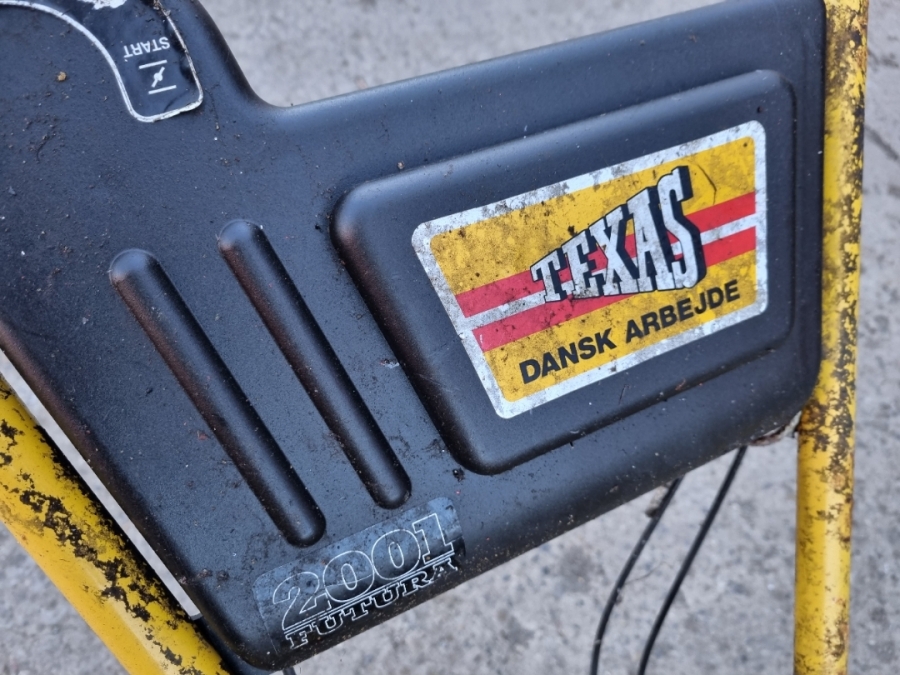 START
TEXAS
DANSK ARBEJDE
2001
FUTURA